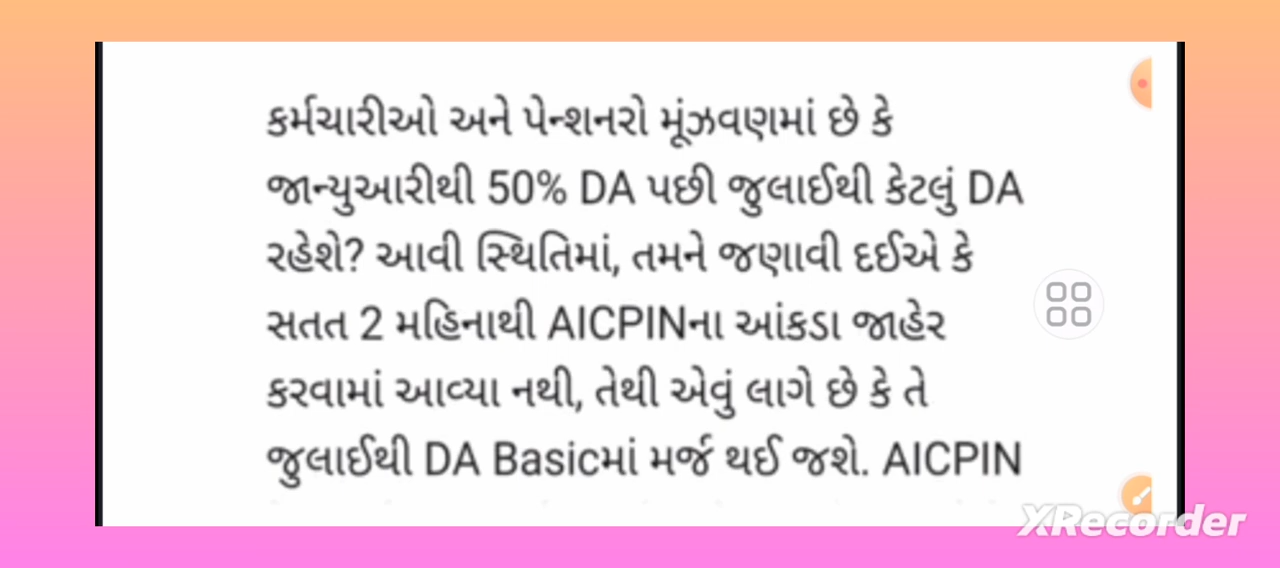 કર્મચારીઓ અને પેન્શનરો મૂંઝવણમાં છે કે
જાન્યુઆરીથી 50% DA પછી જુલાઈથી કેટલું DA
રહેશે? આવી સ્થિતિમાં, તમને જણાવી દઈએ કે
સતત 2 મહિનાથી AICPINના આંકડા જાહેર
કરવામાં આવ્યા નથી, તેથી એવું લાગે છે કે તે
જુલાઈથી DA Basicમાં મર્જ થઈ જશે. AICPIN
XRecorder